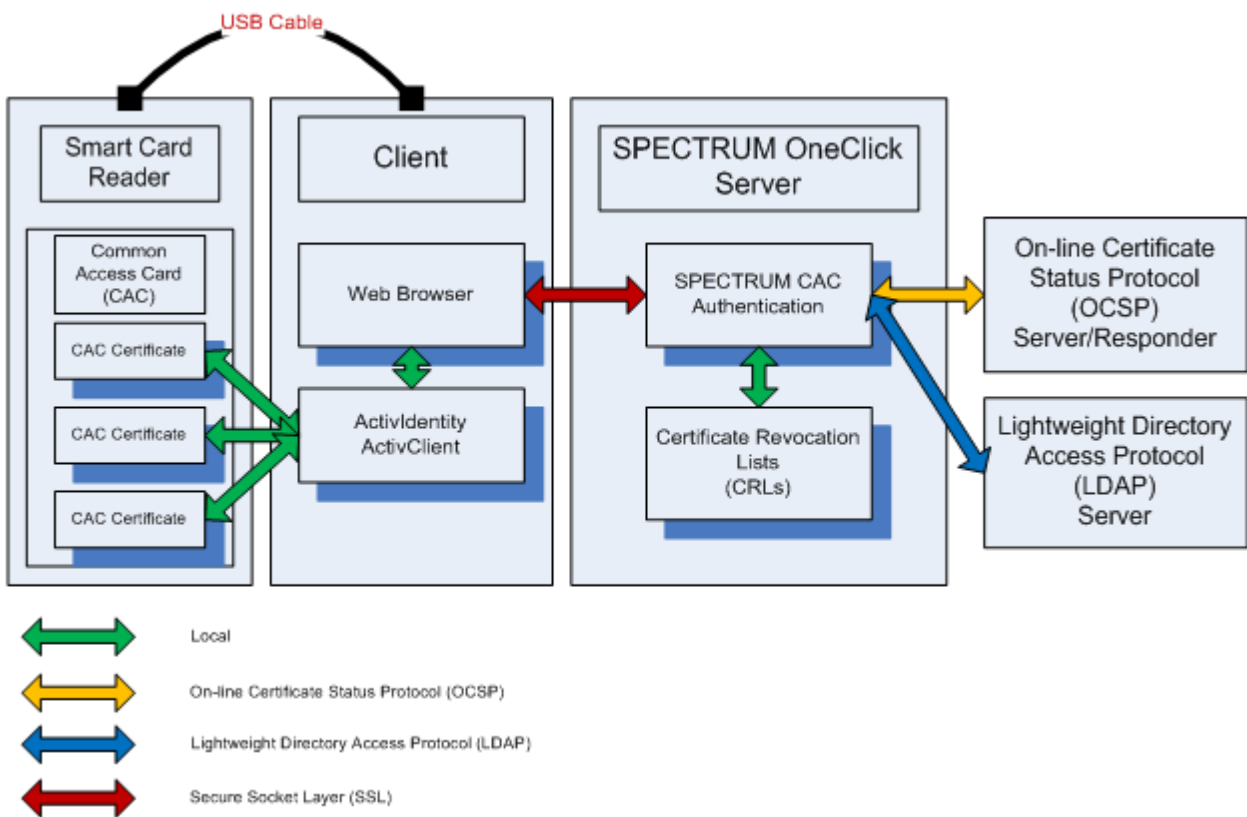 USB Cable
Smart Card
Reader
Client
SPECTRUM OneClick
Server
Common
Access Card
(CAC)
CAC Certificate
CAC Certificate
CAC Certificate
Web Browser
ActivIdentity
ActivClient
SPECTRUM CAC
Authentication
Certificate Revocation
Lists
(CRLs)
On-line Certificate
Status Protocol
(OCSP)
Server/Responder
Lightweight Directory
Access Protocol
(LDAP)
Server
Local
On-line Certificate Status Protocol (OCSP)
Lightweight Directory Access Protocol (LDAP)
Secure Socket Layer (SSL)